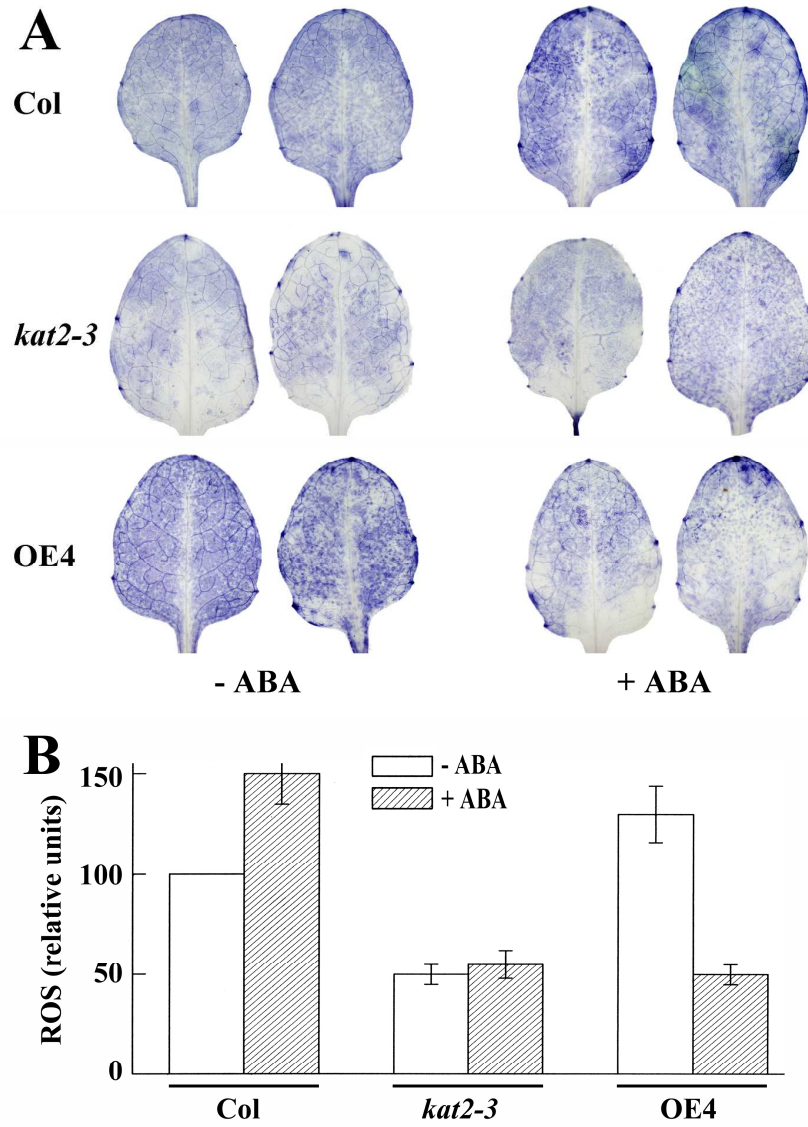 A
Col
kat2-3
OE4
- ABA
+ ABA
B
- ABA
+ ABA
ROS (relative units)
150
100
50
0
Col
kat2-3
OE4